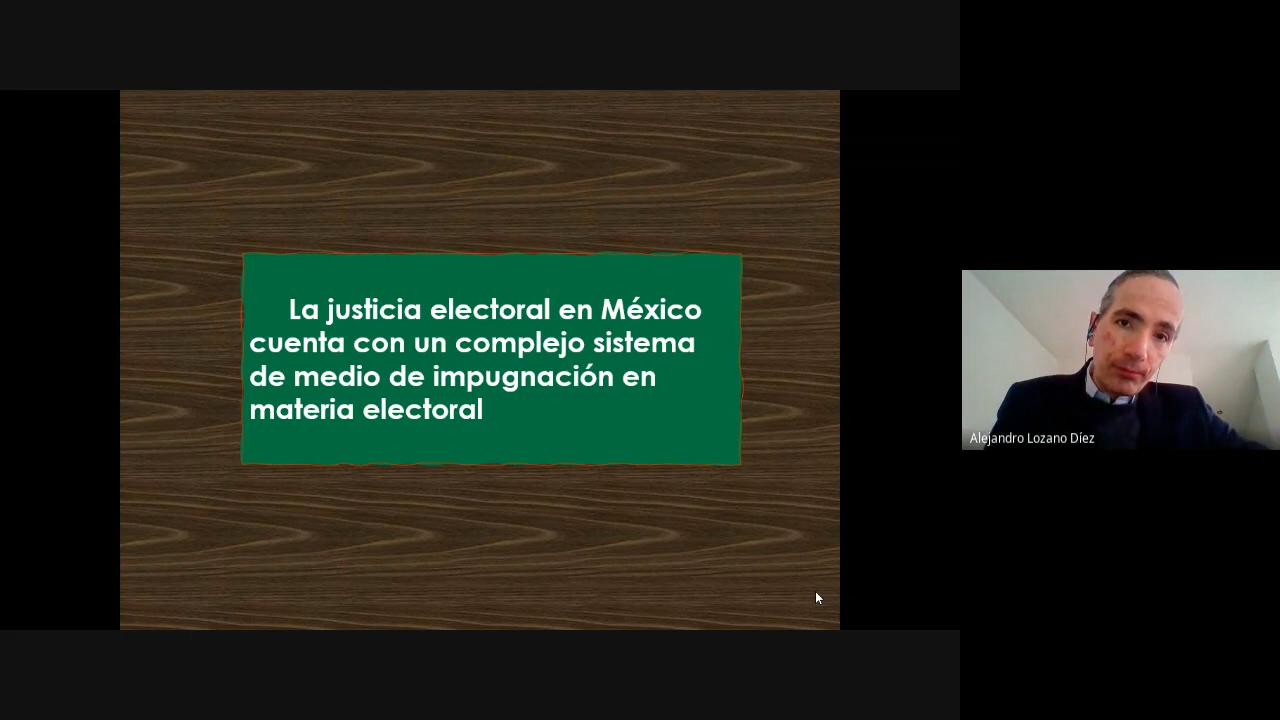 La justicia electoral en México
cuenta con un complejo sistema
de medio de impugnación en
materia electoral
Alejandro Lozano Díez